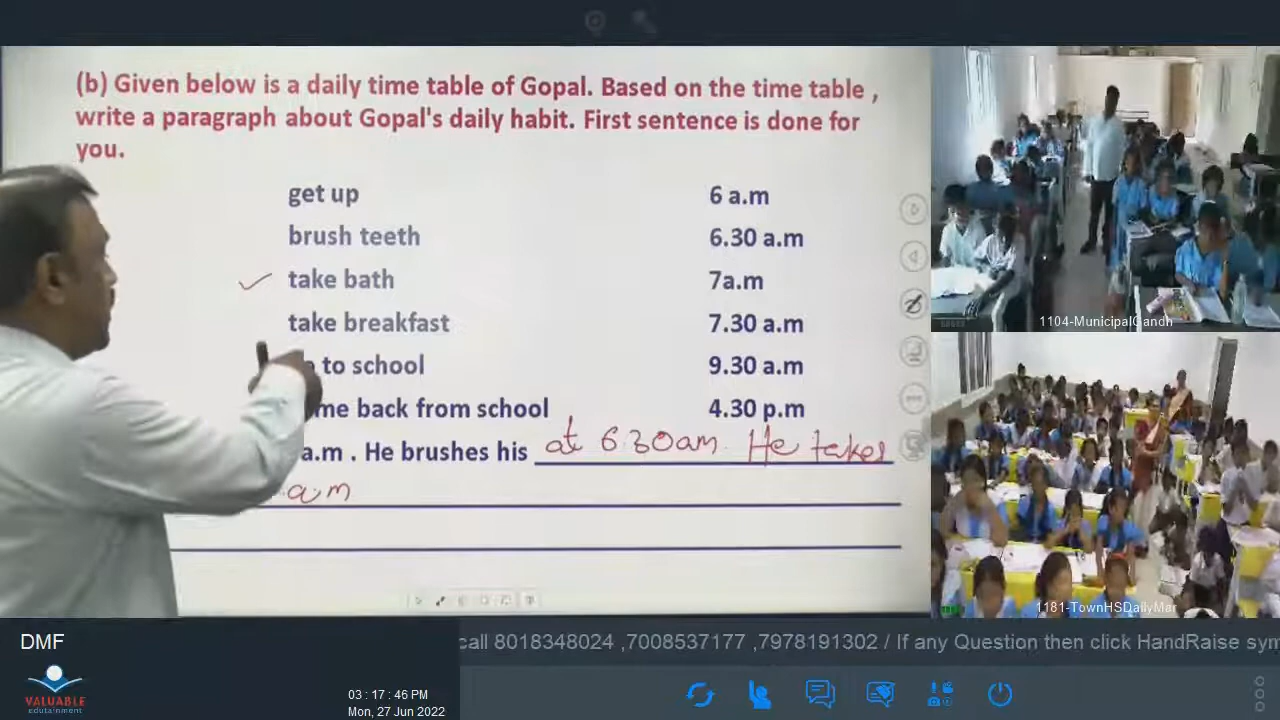 (b) Given below is a daily time table of Gopal. Based on the time table ,
write a paragraph about Gopal's daily habit. First sentence is done for
you.
get up 6 a.m
brush teeth 6.30 a.m
take bath 7a.m
take breakfast 7.30 a.m
to school 9.30 a.m
me back from school 4.30 p.m
a.m . He brushes his at 6.30am. He takes
a.m
1104-MunicipalGandh
1181-TownHSDailyMar
DMF
call 8018348024 ,7008537177 ,7978191302 / If any Question then click HandRaise sym
VALUABLE
edutainment
03 : 17 : 46 PM
Mon, 27 Jun 2022